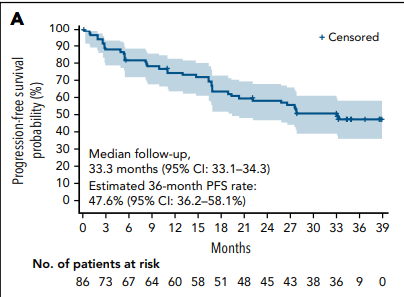 A
+ Censored
Progression-free survival
probability (%)
100
90
80
70
60
50
40
30
20
10
0
Median follow-up,
33.3 months (95% CI: 33.1–34.3)
Estimated 36-month PFS rate:
47.6% (95% CI: 36.2–58.1%)
0 3 6 9 12 15 18 21 24 27 30 33 36 39
Months
No. of patients at risk
86 73 67 64 60 58 51 48 45 43 38 36 9 0